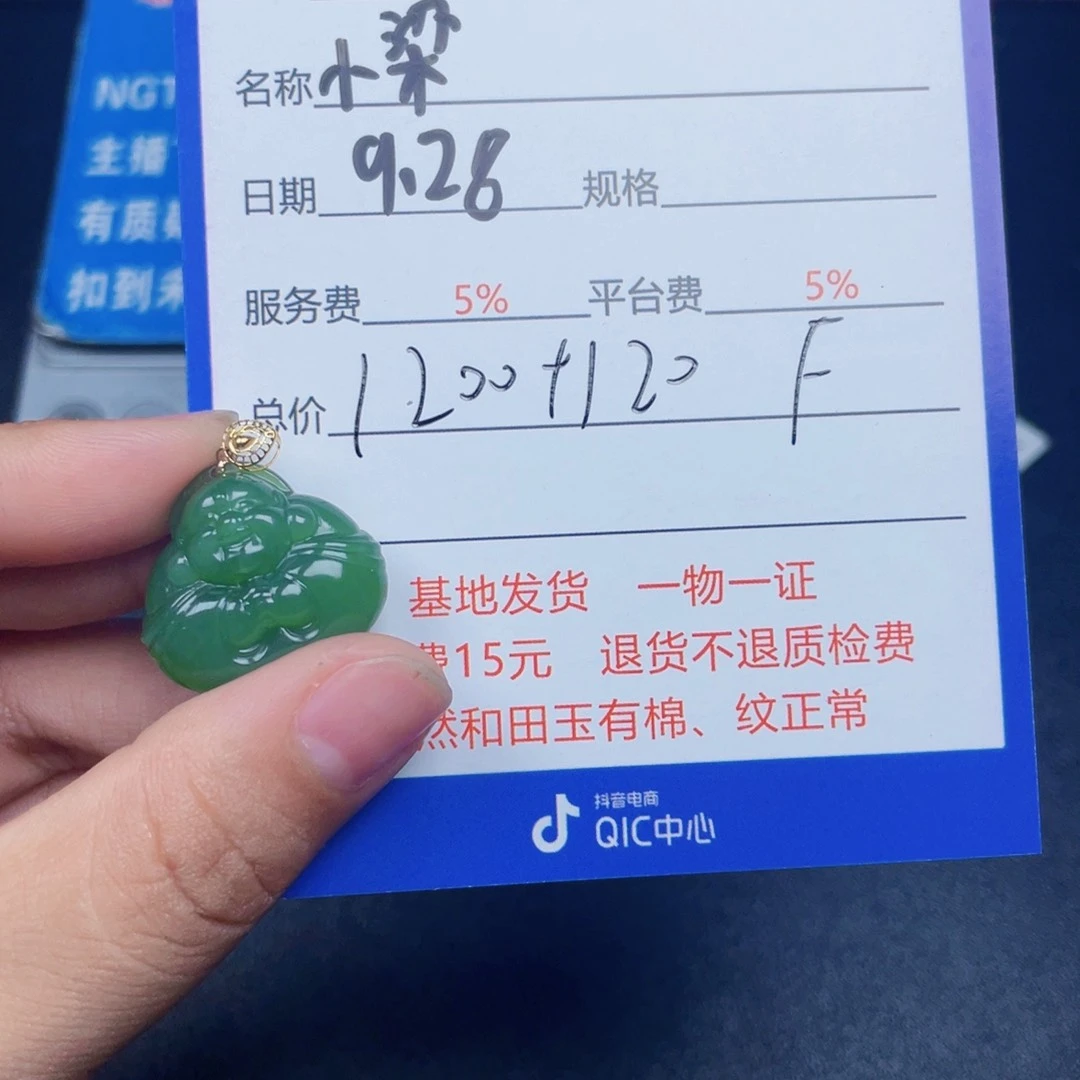 NGT
主播
有质疑
扣到
名称 小梁
日期 9.28 规格
服务费 5% 平台费 5%
总价 1200+120 F
基地发货 一物一证
费15元 退货不退质检费
然和田玉有棉、纹正常
抖音电商
QIC中心